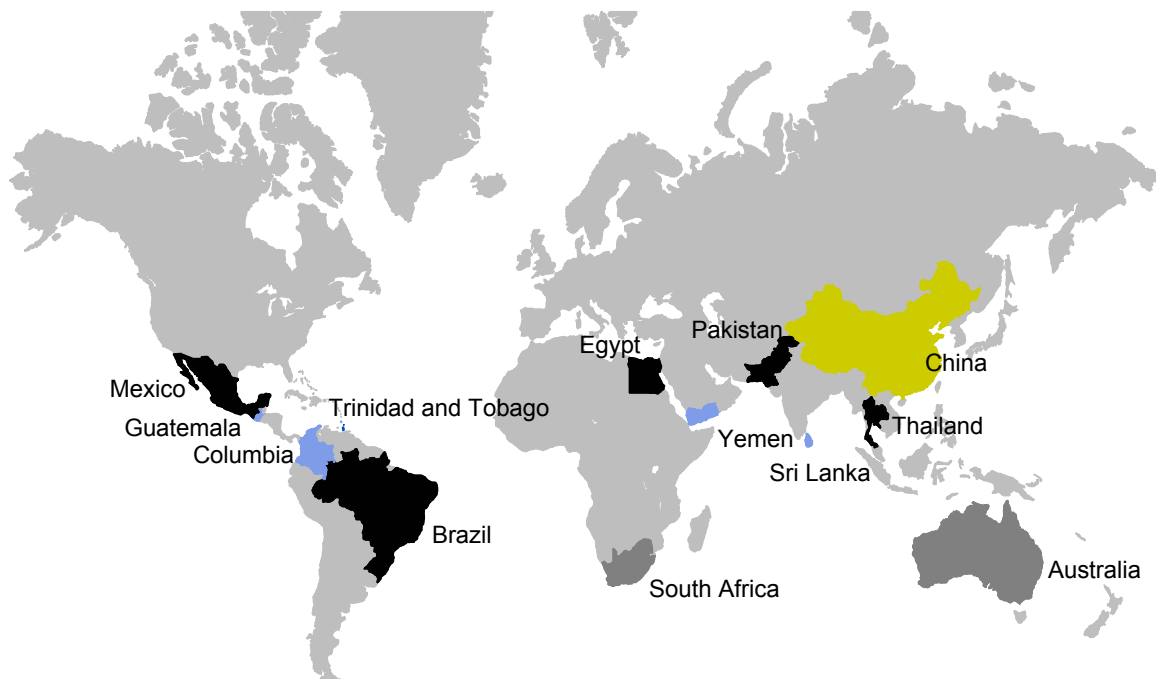 Pakistan
Egypt
China
Mexico
Trinidad and Tobago
Guatemala
Thailand
Columbia
Yemen
Sri Lanka
Brazil
Australia
South Africa